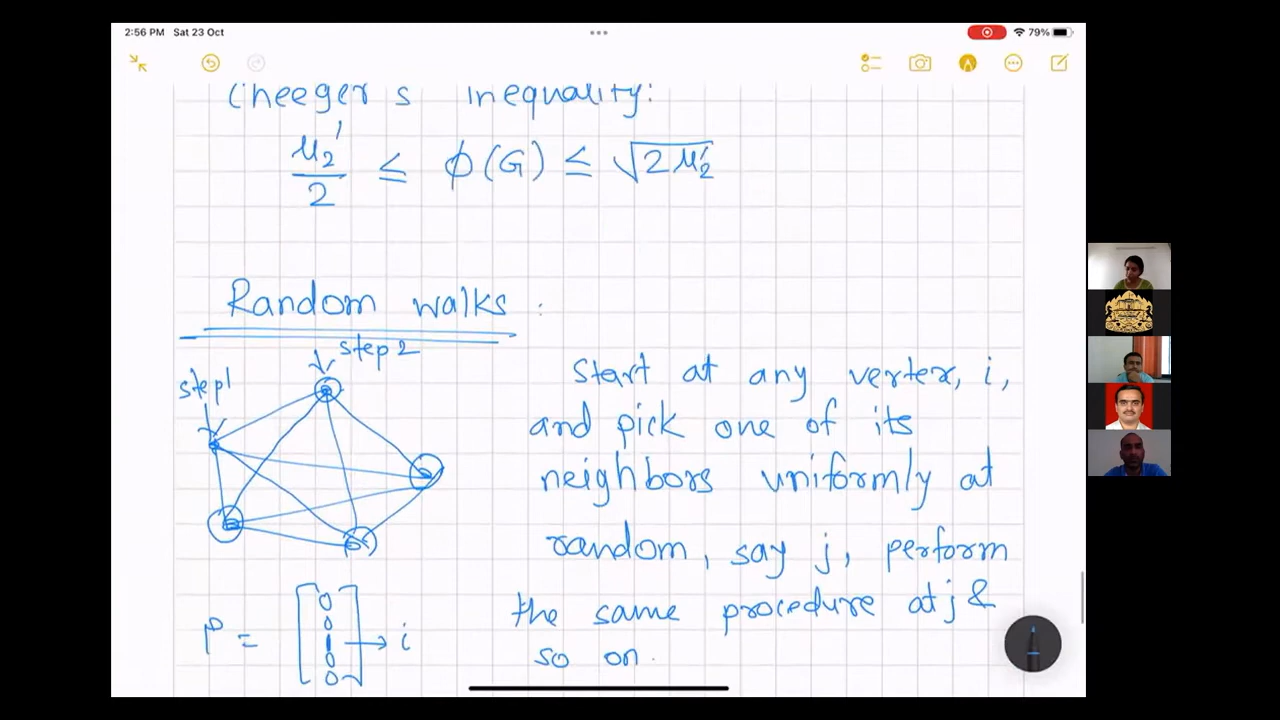 2:56 PM Sat 23 Oct
79%
Cheeger s inequality:
μ₂'/2 ≤ ϕ(G) ≤ √2μ₂'
Random walks :
step1
step 2
Start at any vertex, i,
and pick one of its
neighbors uniformly at
random, say j, perform
the same procedure at j &
so on.
P = [0 0 1 0 0] → i